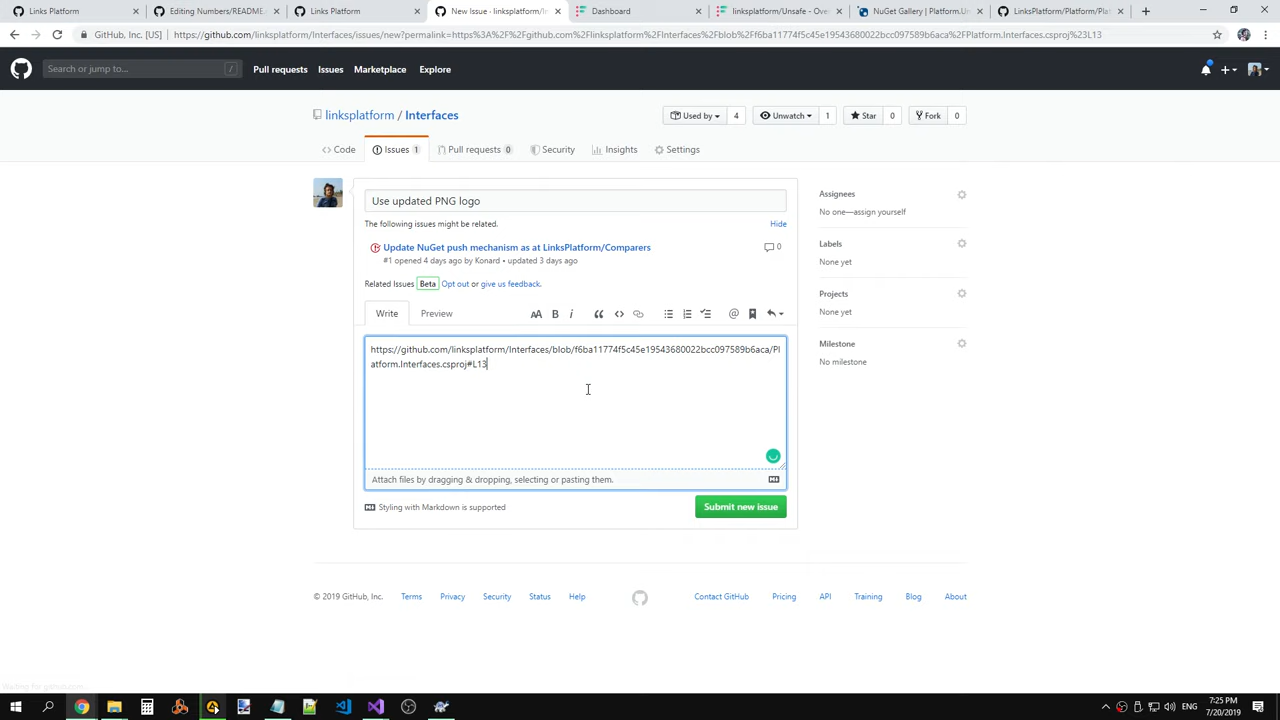 Links Platform
Editing Numbers/README
Links Platform
New Issue · linksplatform/In
Dashboard
linksplatform/Unsafe - Over
NuGet Gallery | Platform.Un
LinksPlatform/Platform/Plat
GitHub, Inc. [US] | https://github.com/linksplatform/Interfaces/issues/new?permalink=https%3A%2F%2Fgithub.com%2Flinksplatform%2FInterfaces%2Fblob%2Ff6ba11774f5c45e19543680022bcc097589b6aca%2FPlatform.Interfaces.csproj%23L13
Search or jump to...
/
Pull requests
Issues
Marketplace
Explore
linksplatform / Interfaces
Used by 4
Unwatch 1
Star 0
Fork 0
Code
Issues 1
Pull requests 0
Security
Insights
Settings
Use updated PNG logo
The following issues might be related.
Hide
Update NuGet push mechanism as at LinksPlatform/Comparers
0
#1 opened 4 days ago by Konard • updated 3 days ago
Related Issues Beta Opt out or give us feedback.
Write
Preview
AA B i
https://github.com/linksplatform/Interfaces/blob/f6ba11774f5c45e19543680022bcc097589b6aca/Pl
atform.Interfaces.csproj#L13
Attach files by dragging & dropping, selecting or pasting them.
Styling with Markdown is supported
Submit new issue
Assignees
No one—assign yourself
Labels
None yet
Projects
None yet
Milestone
No milestone
© 2019 GitHub, Inc.
Terms
Privacy
Security
Status
Help
Contact GitHub
Pricing
API
Training
Blog
About
Waiting for github.com...
ENG
7:25 PM
7/20/2019